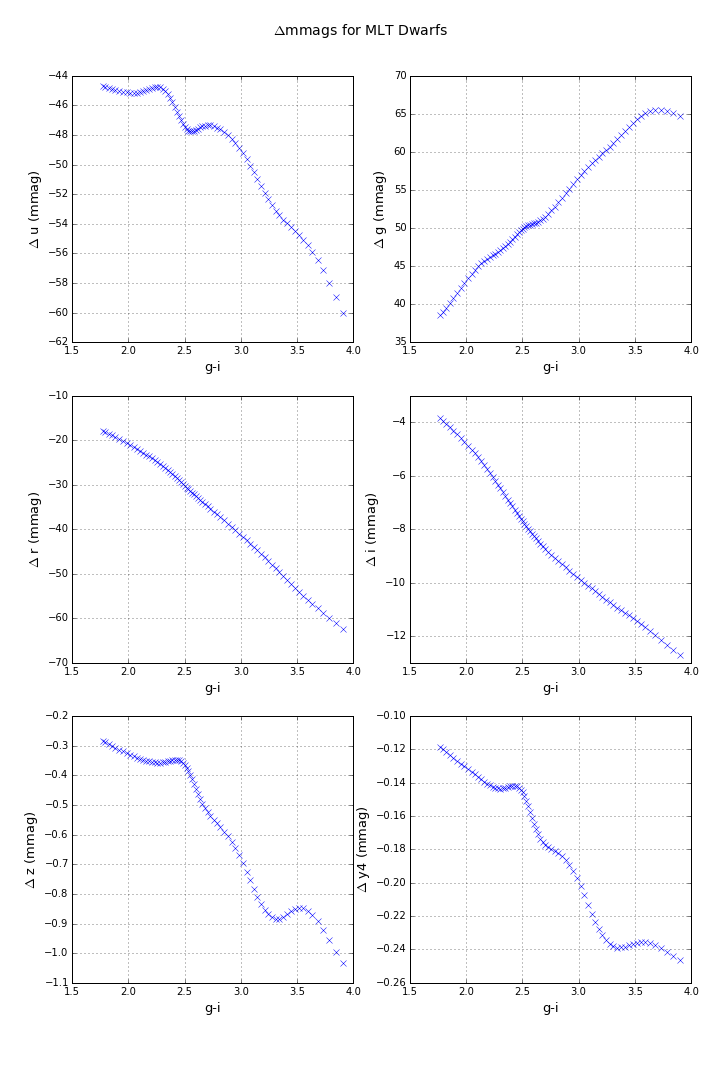 Δmmags for MLT Dwarfs
−44
−46
−48
−50
−52
−54
−56
−58
−60
−62
Δ u (mmag)
1.5 2.0 2.5 3.0 3.5 4.0
g-i
70
65
60
55
50
45
40
35
Δ g (mmag)
1.5 2.0 2.5 3.0 3.5 4.0
g-i
−10
−20
−30
−40
−50
−60
−70
Δ r (mmag)
1.5 2.0 2.5 3.0 3.5 4.0
g-i
−4
−6
−8
−10
−12
Δ i (mmag)
1.5 2.0 2.5 3.0 3.5 4.0
g-i
−0.2
−0.3
−0.4
−0.5
−0.6
−0.7
−0.8
−0.9
−1.0
−1.1
Δ z (mmag)
1.5 2.0 2.5 3.0 3.5 4.0
g-i
−0.10
−0.12
−0.14
−0.16
−0.18
−0.20
−0.22
−0.24
−0.26
Δ y4 (mmag)
1.5 2.0 2.5 3.0 3.5 4.0
g-i